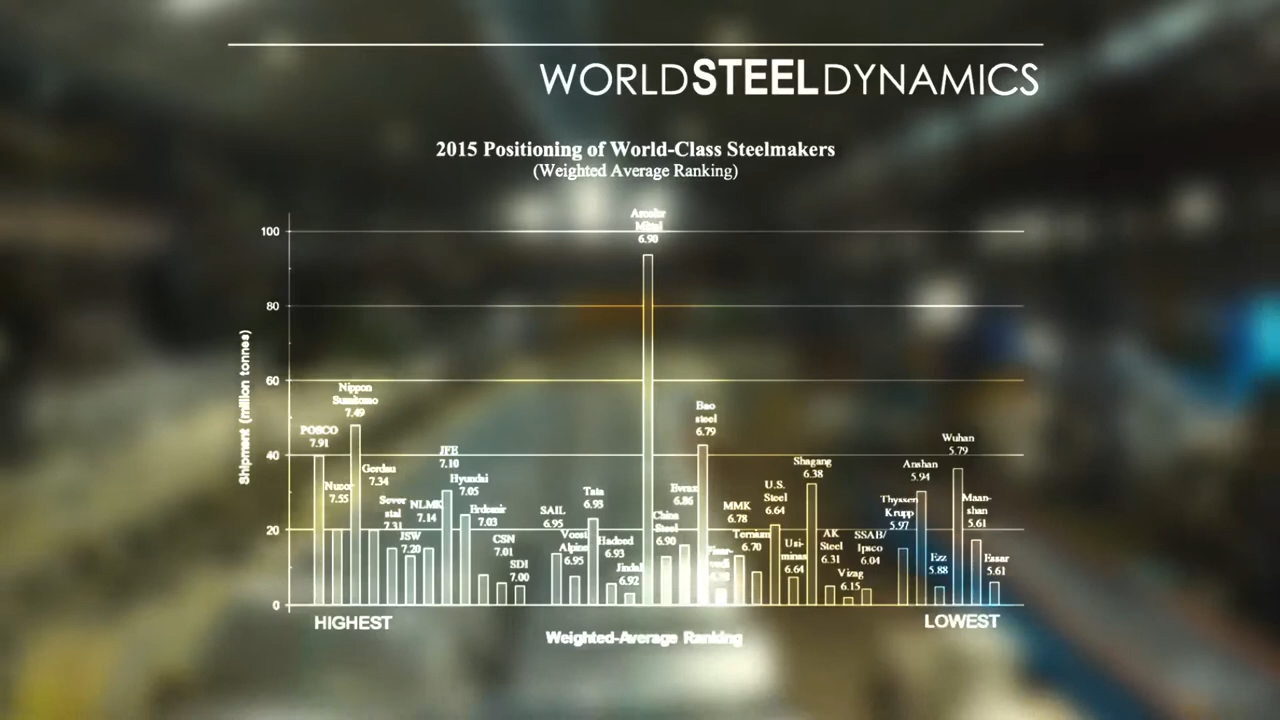 WORLDSTEELDYNAMICS
2015 Positioning of World-Class Steelmakers
(Weighted Average Ranking)
Shipment (million tonnes)
100
80
60
40
20
0
POSCO
7.91
Nucor
7.55
Nippon
Sumitomo
7.49
Gerdau
7.34
Sever
stal
7.31
JSW
7.20
NLMK
7.14
JFE
7.10
Hyundai
7.05
Erdemir
7.03
CSN
7.01
SDI
7.00
SAIL
6.95
Voest
Alpine
6.95
Tata
6.93
Hadeed
6.93
Jindal
6.92
Arcelor
Mittal
6.90
China
Steel
6.90
Evraz
6.86
Bao
steel
6.79
MMK
6.78
Ternium
6.70
U.S.
Steel
6.64
Usi-
minas
6.64
Shagang
6.38
AK
Steel
6.31
Vizag
6.15
SSAB/
Ipsco
6.04
Thyssen
Krupp
5.97
Anshan
5.94
Ezz
5.88
Wuhan
5.79
Maan-
shan
5.61
Essar
5.61
HIGHEST
LOWEST
Weighted-Average Ranking